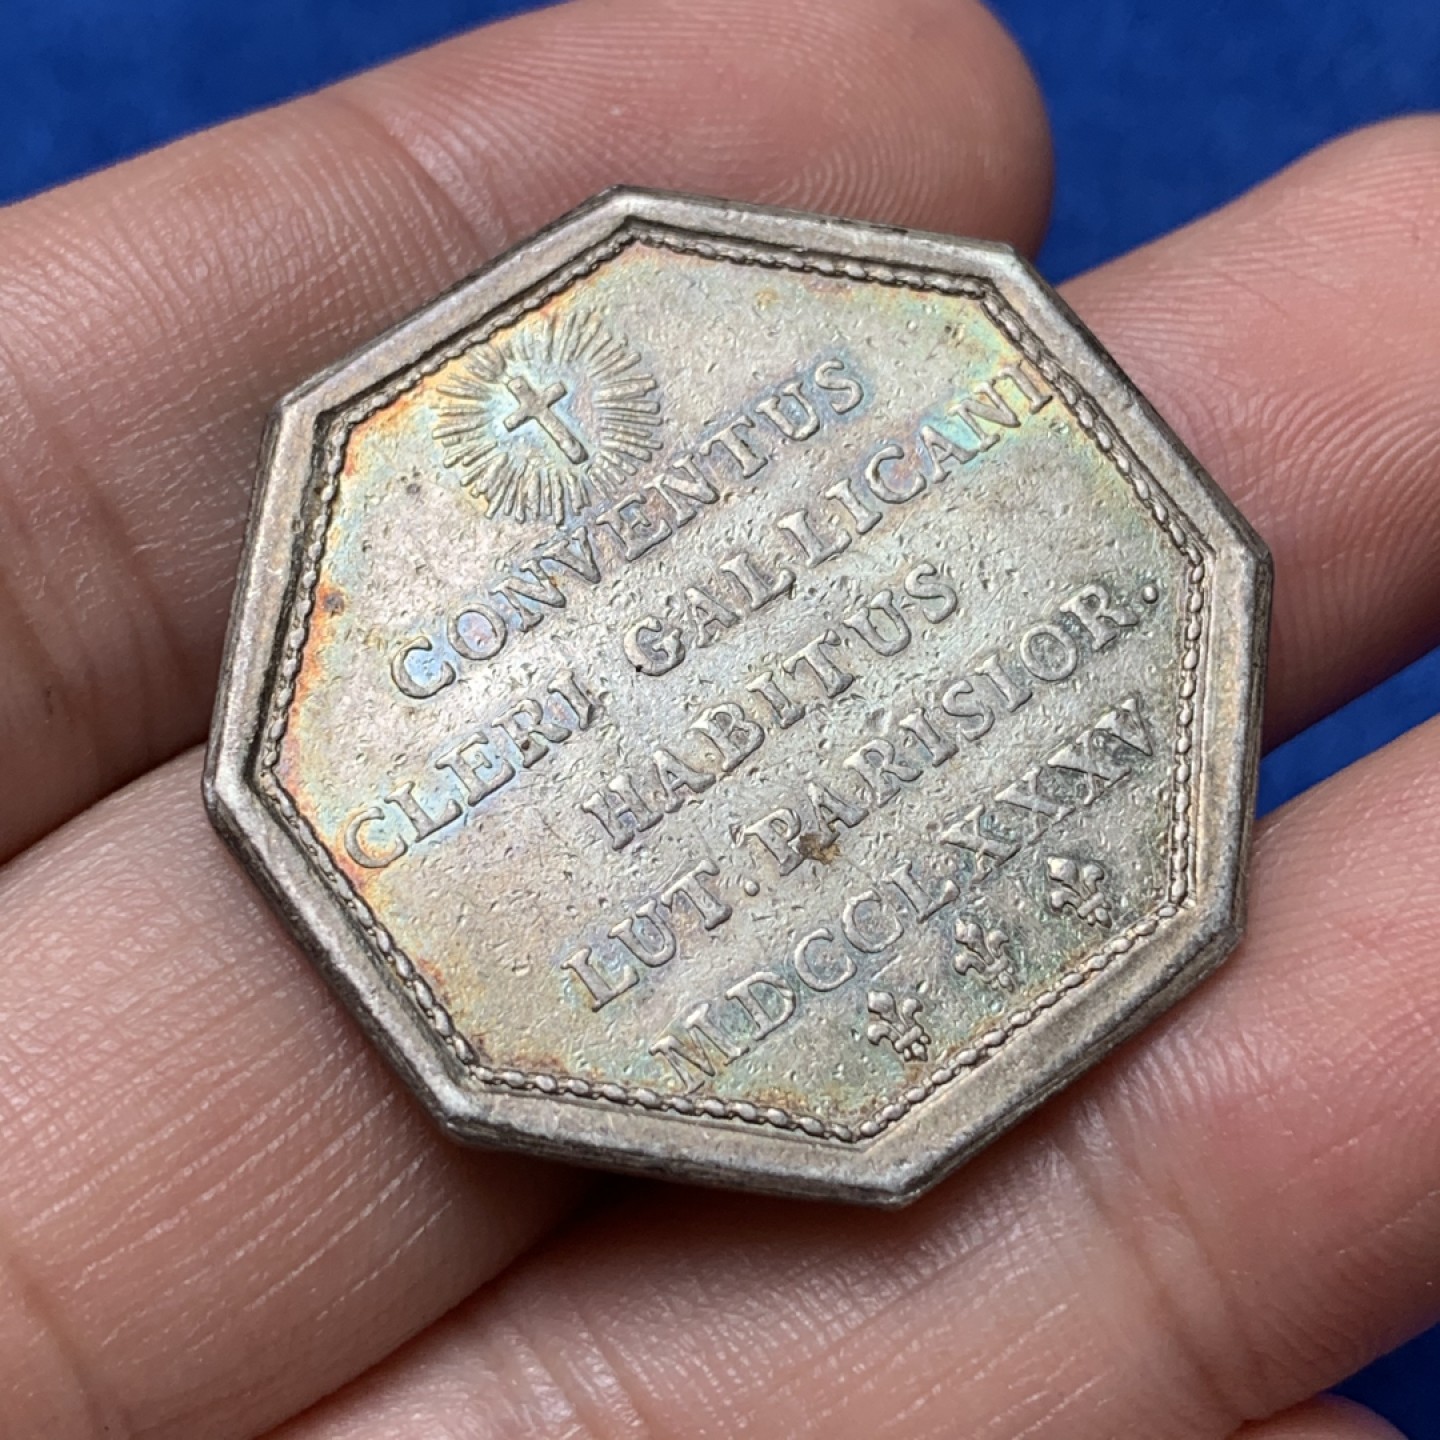 CONVENTUS
CLERI GALLICANI
HABITUS
LUT. PARISIOR.
MDCCLXXXV